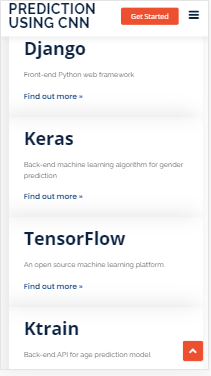 PREDICTION
USING CNN
Get Started
Django
Front-end Python web framework
Find out more »
Keras
Back-end machine learning algorithm for gender
prediction
Find out more »
TensorFlow
An open source machine learning platform
Find out more »
Ktrain
Back-end API for age prediction model